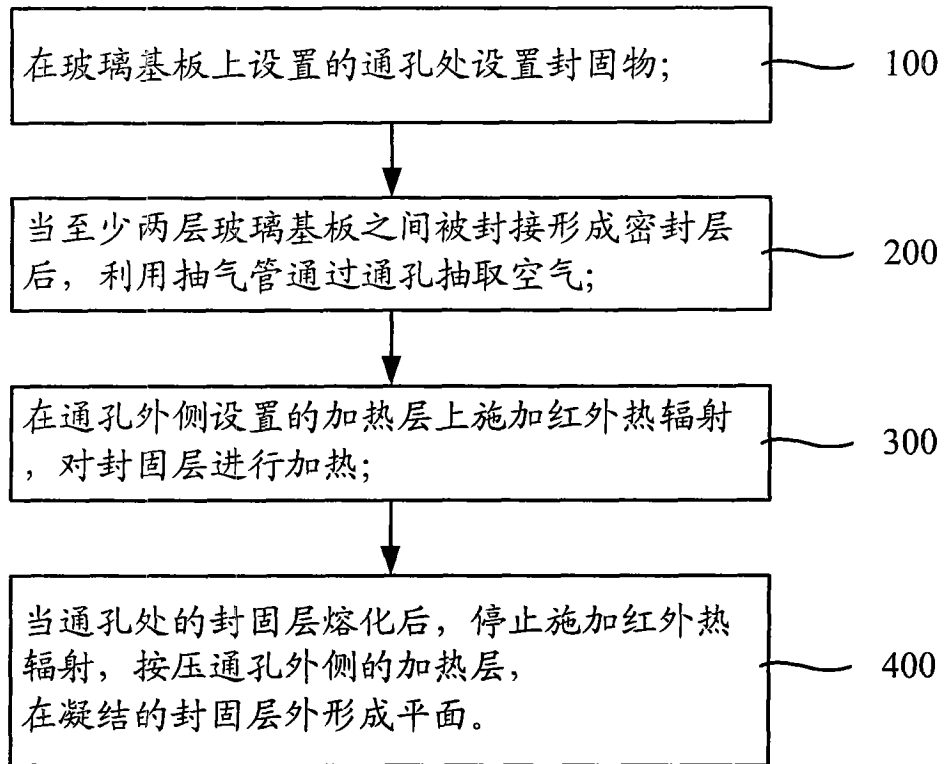 在玻璃基板上设置的通孔处设置封固物;
100
当至少两层玻璃基板之间被封接形成密封层
后，利用抽气管通过通孔抽取空气;
200
在通孔外侧设置的加热层上施加红外热辐射
，对封固层进行加热;
300
当通孔处的封固层熔化后，停止施加红外热
辐射，按压通孔外侧的加热层，
在凝结的封固层外形成平面。
400